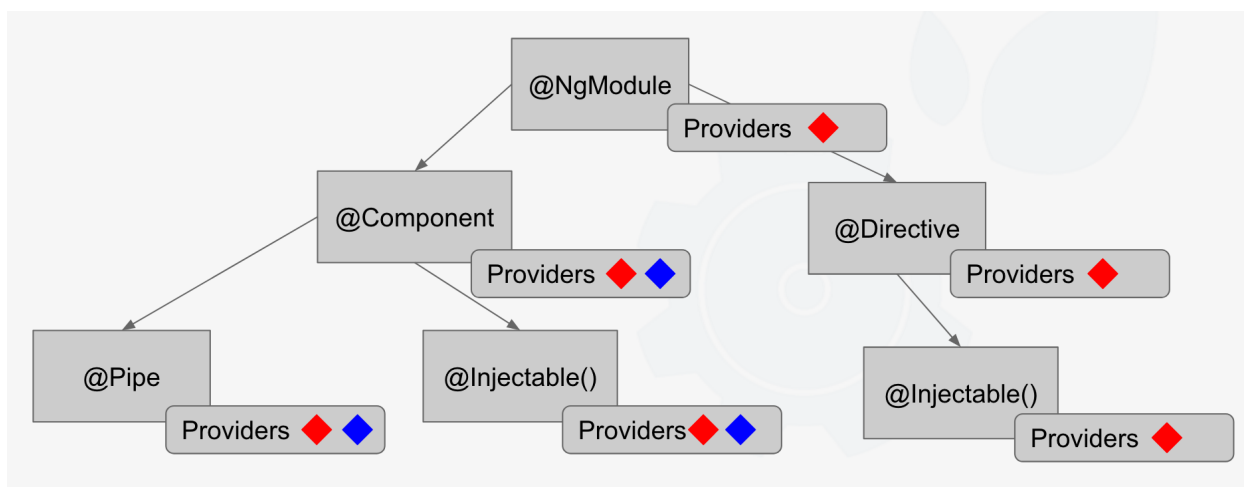 @NgModule
Providers
@Component
Providers
@Directive
Providers
@Pipe
Providers
@Injectable()
Providers
@Injectable()
Providers